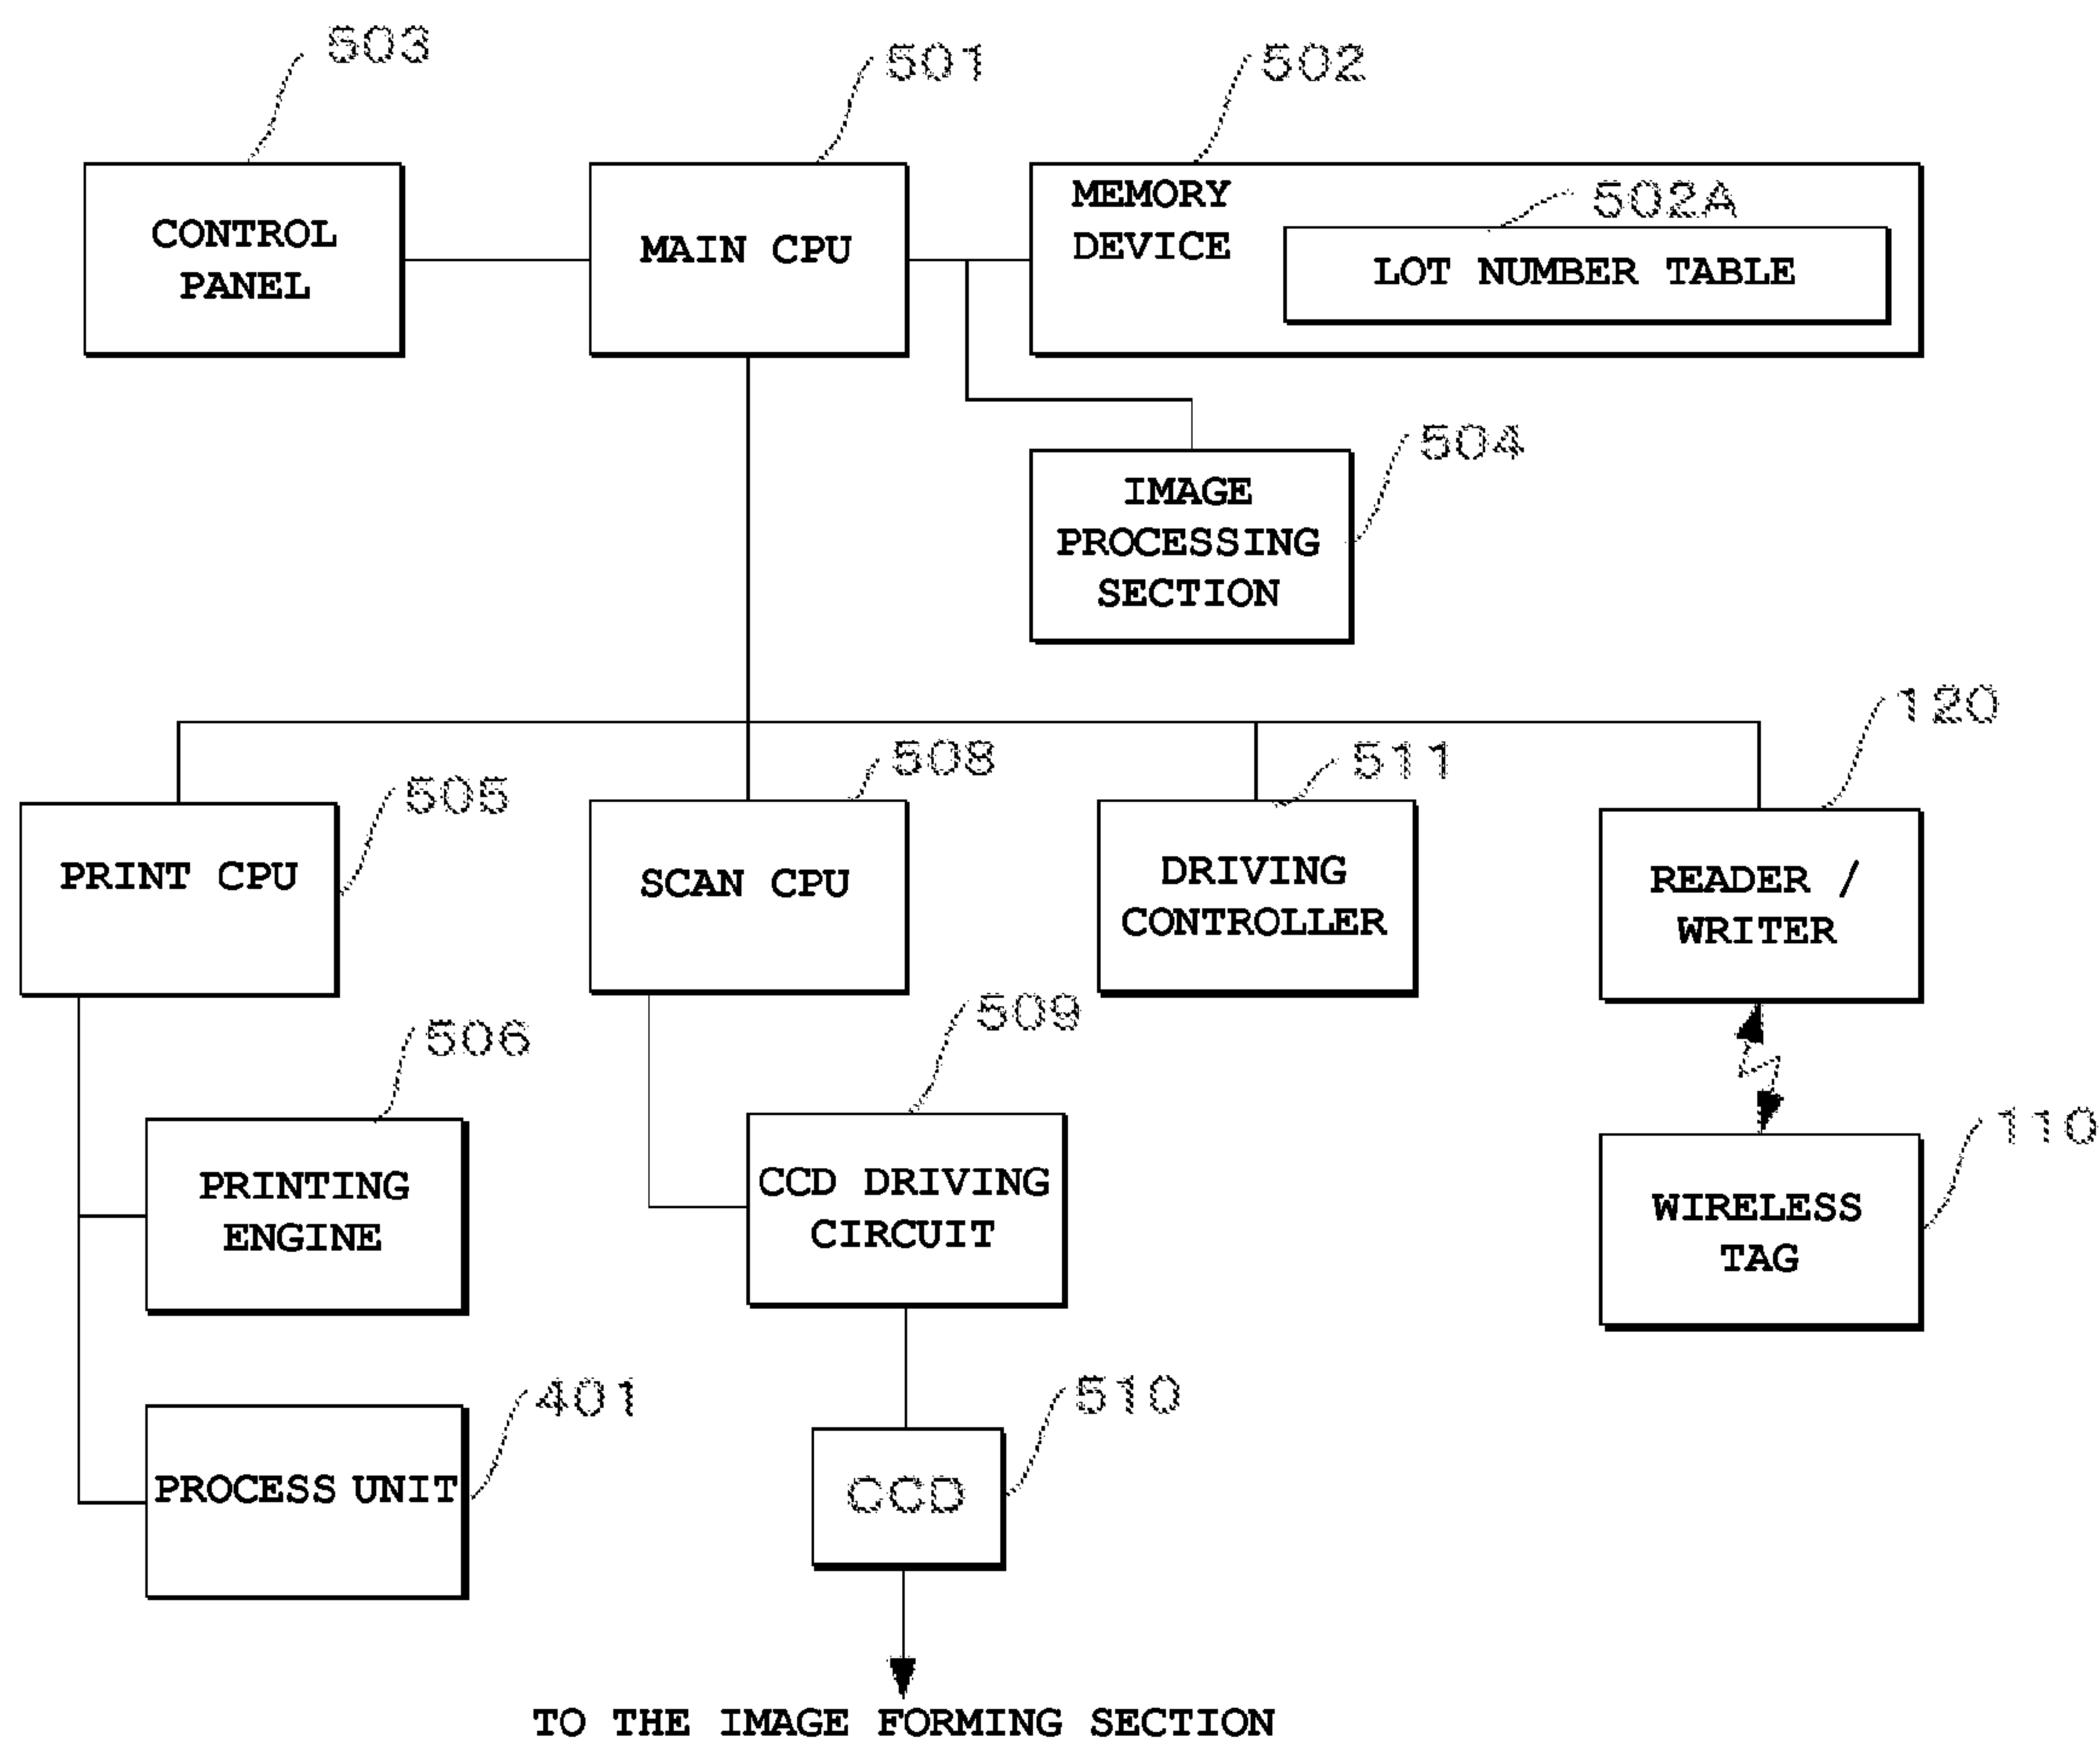 503
501
502
CONTROL
PANEL
MAIN CPU
MEMORY
DEVICE
502A
LOT NUMBER TABLE
504
IMAGE
PROCESSING
SECTION
120
505
508
511
PRINT CPU
SCAN CPU
DRIVING
CONTROLLER
READER /
WRITER
506
509
110
PRINTING
ENGINE
CCD DRIVING
CIRCUIT
WIRELESS
TAG
401
510
PROCESS UNIT
CCD
TO THE IMAGE FORMING SECTION